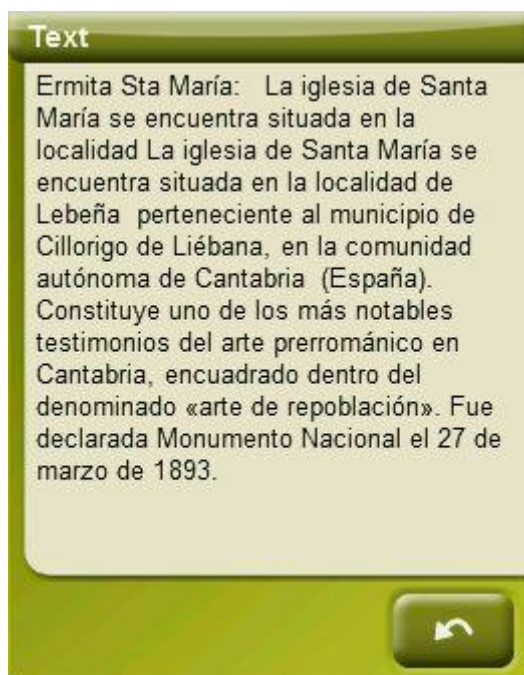 Text
Ermita Sta María:   La iglesia de Santa
María se encuentra situada en la
localidad La iglesia de Santa María se
encuentra situada en la localidad de
Lebeña  perteneciente al municipio de
Cillorigo de Liébana, en la comunidad
autónoma de Cantabria  (España).
Constituye uno de los más notables
testimonios del arte prerrománico en
Cantabria, encuadrado dentro del
denominado «arte de repoblación». Fue
declarada Monumento Nacional el 27 de
marzo de 1893.